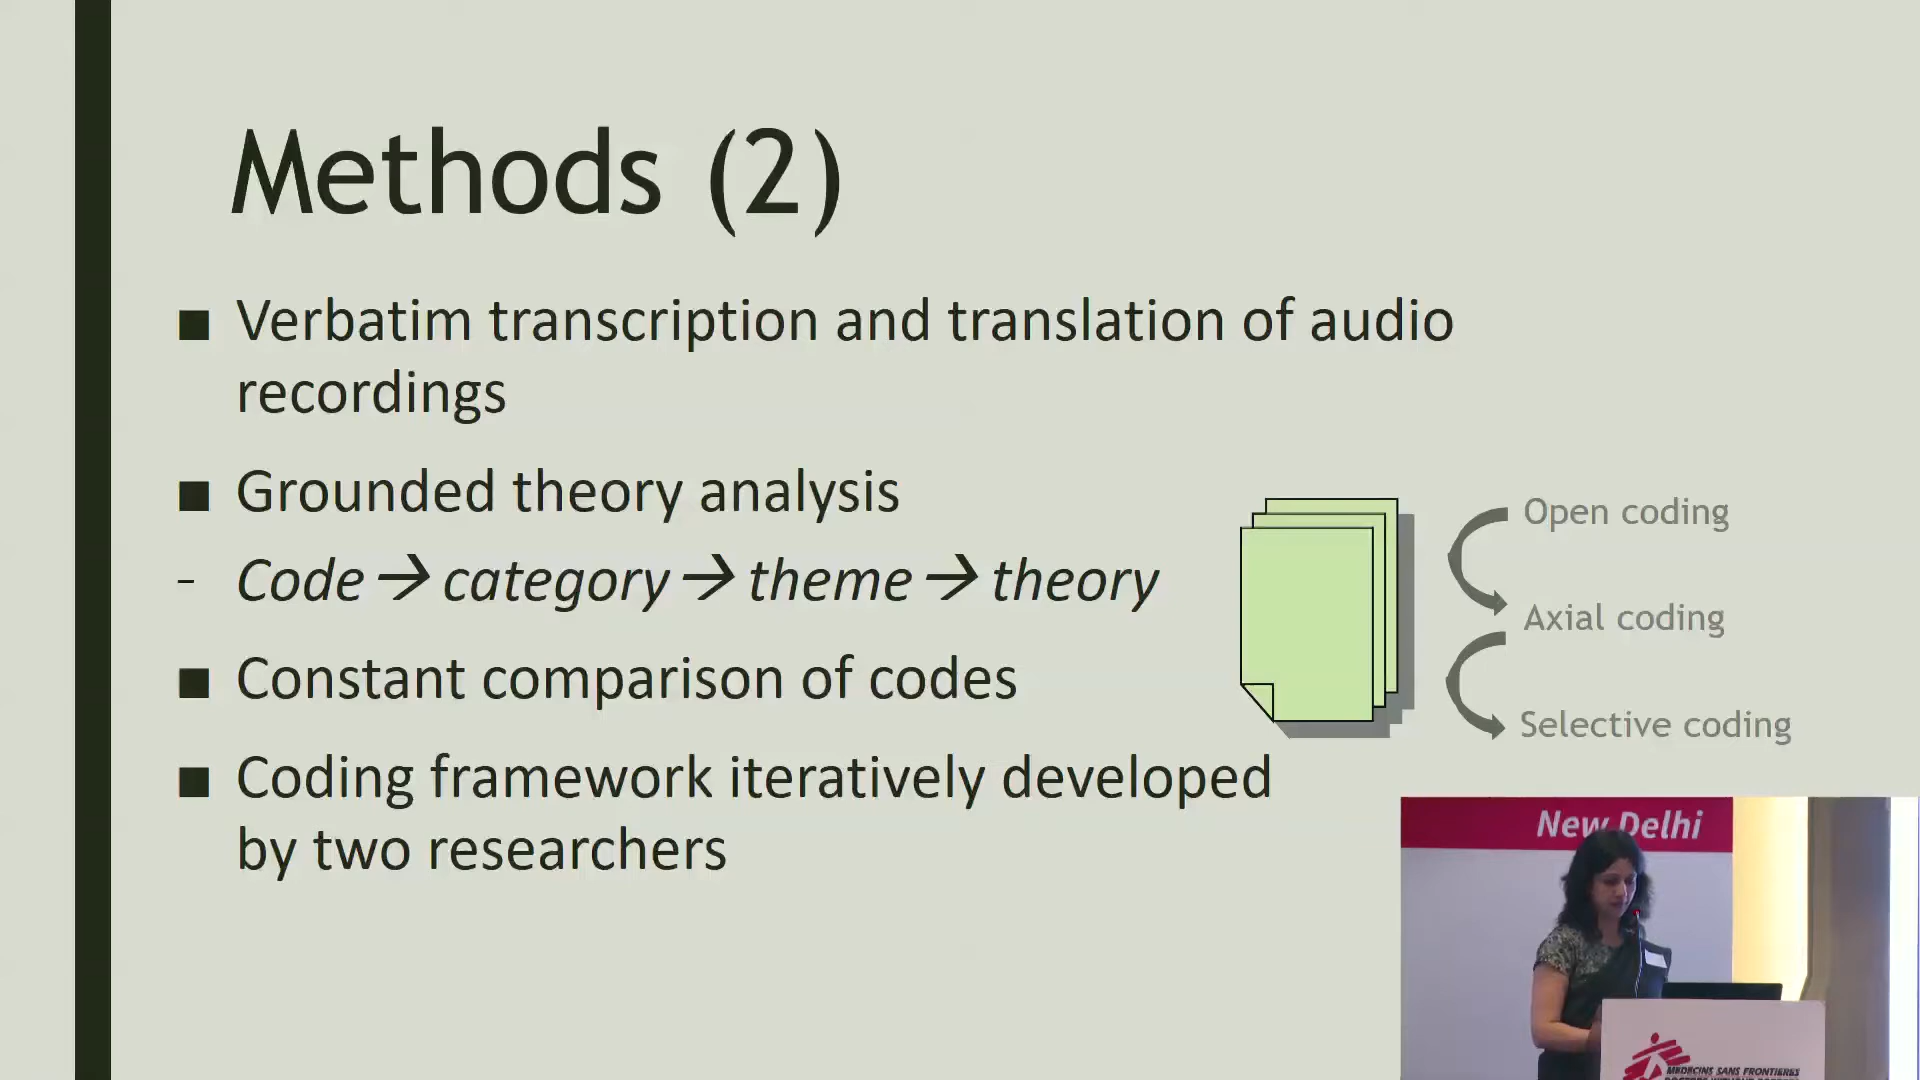 Methods (2)
■ Verbatim transcription and translation of audio
recordings
■ Grounded theory analysis
- Code → category → theme → theory
■ Constant comparison of codes
■ Coding framework iteratively developed
by two researchers
Open coding
Axial coding
Selective coding
New Delhi
MEDECINS SANS FRONTIERES